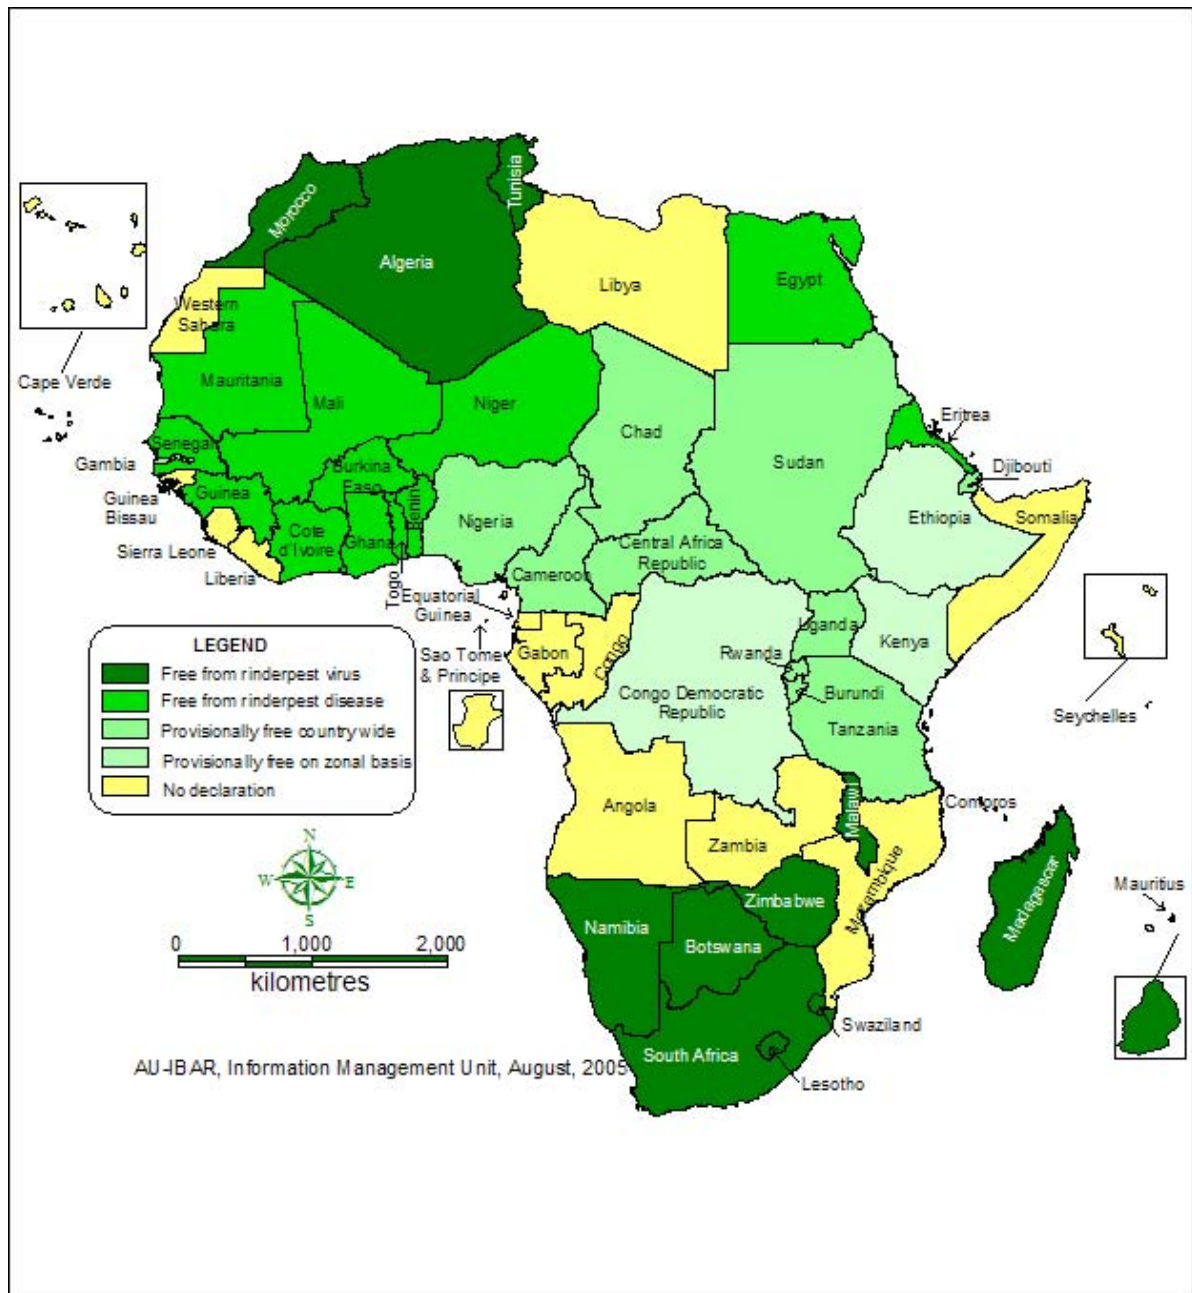 Tunisia
Morocco
Algeria
Libya
Egypt
Western
Sahara
Cape Verde
Mauritania
Mali
Niger
Chad
Sudan
Eritrea
Senegal
Gambia
Djibouti
Burkina
Faso
Guinea
Guinea
Bissau
Benin
Nigeria
Ethiopia
Somalia
Cote
d'Ivoire
Ghana
Central Africa
Republic
Sierra Leone
Liberia
Togo
Cameroon
Equatorial
Guinea
Uganda
Kenya
LEGEND
Free from rinderpest virus
Free from rinderpest disease
Provisionally free countrywide
Provisionally free on zonal basis
No declaration
Sao Tome
& Principe
Gabon
Congo
Rwanda
Congo Democratic
Republic
Burundi
Tanzania
Seychelles
Angola
Comoros
Malawi
Zambia
Mozambique
Madagascar
Mauritius
Zimbabwe
Namibia
Botswana
N
W E
S
0 1,000 2,000
kilometres
Swaziland
South Africa
Lesotho
AU-IBAR, Information Management Unit, August, 2005